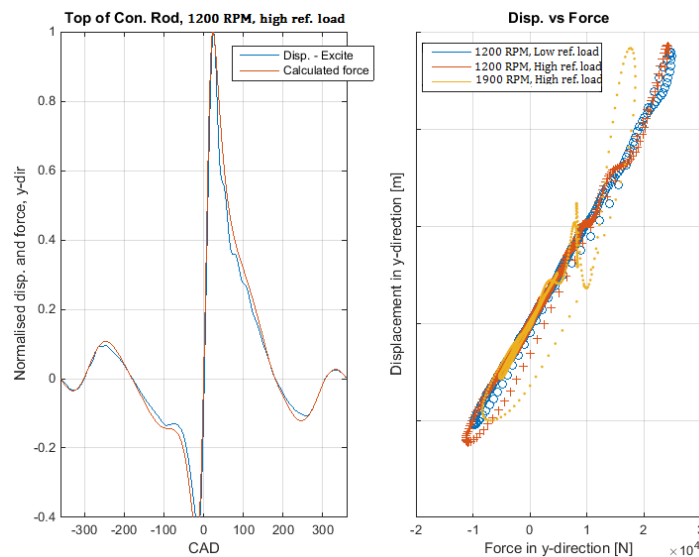 Top of Con. Rod, 1200 RPM, high ref. load
Disp. - Excite
Calculated force
Normalised disp. and force, y-dir
1
0.8
0.6
0.4
0.2
0
-0.2
-0.4
-300
-200
-100
0
100
200
300
CAD
Disp. vs Force
1200 RPM, Low ref. load
1200 RPM, High ref. load
1900 RPM, High ref. load
Displacement in y-direction [m]
-2
-1
0
1
2
3
Force in y-direction [N]
× 10⁴